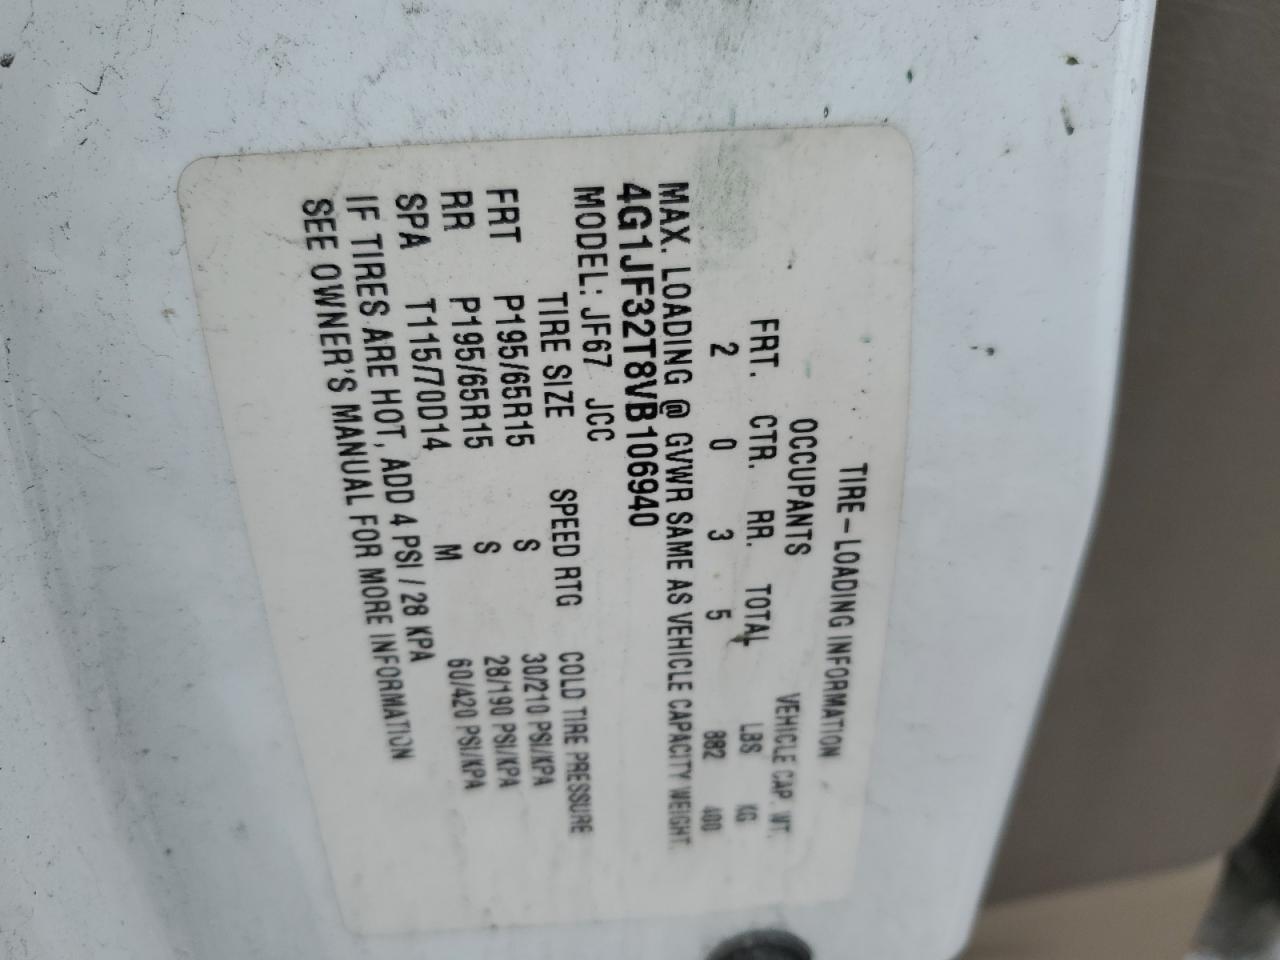 TIRE-LOADING INFORMATION
OCCUPANTS VEHICLE CAP. WT.
FRT. CTR. RR. TOTAL LBS KG
2 0 3 5 882 400
MAX. LOADING @ GVWR SAME AS VEHICLE CAPACITY WEIGHT.
4G1JF32T8VB106940
MODEL: JF67 JCC
TIRE SIZE SPEED RTG COLD TIRE PRESSURE
FRT P195/65R15 S 30/210 PSI/KPA
RR P195/65R15 S 28/190 PSI/KPA
SPA T115/70D14 M 60/420 PSI/KPA
IF TIRES ARE HOT, ADD 4 PSI / 28 KPA
SEE OWNER'S MANUAL FOR MORE INFORMATION